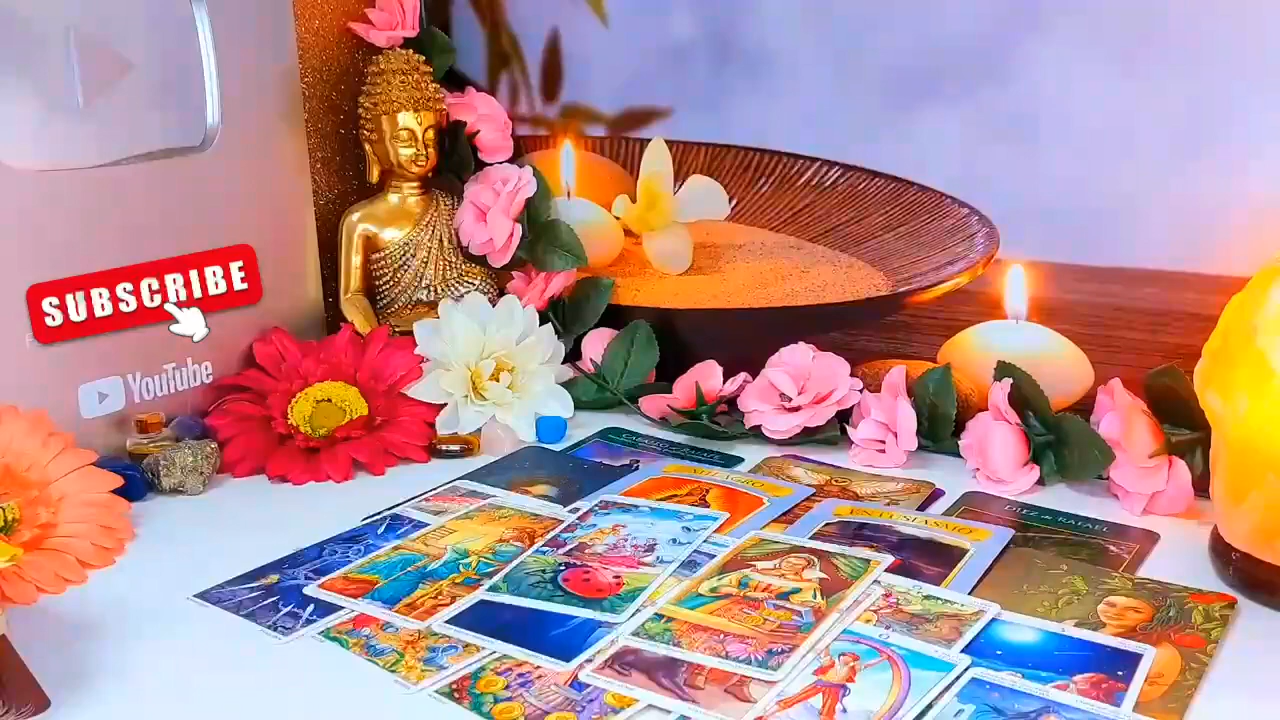 SUBSCRIBE
YouTube
MILAGRO
ENTUSIASMO
DIEZ de RAFAEL